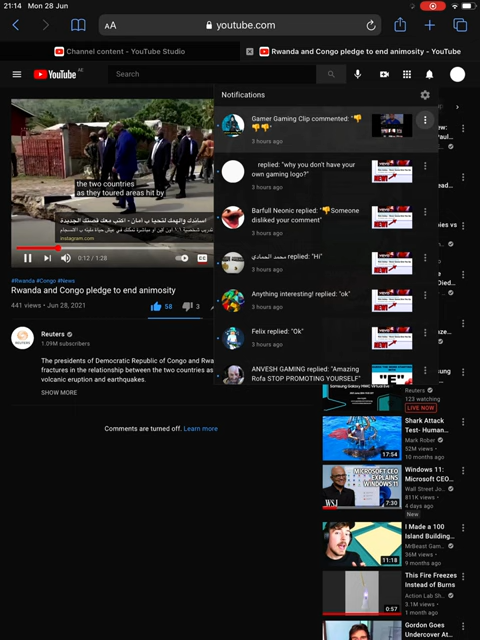 21:14 Mon 28 Jun
AA
youtube.com
Channel content - YouTube Studio
Rwanda and Congo pledge to end animosity - YouTube
YouTube AE
Search
Notifications
Gamer Gaming Clip commented: "👎
👎👎"
3 hours ago
replied: "why you don't have your
own gaming logo?"
3 hours ago
Barfull Neonic replied: "👎Someone
disliked your comment"
3 hours ago
محمد الحمادي replied: "Hi"
3 hours ago
Anything interesting! replied: "ok"
3 hours ago
Felix replied: "Ok"
3 hours ago
ANVESH GAMING replied: "Amazing
Rofa STOP PROMOTING YOURSELF"
the two countries
as they toured areas hit by
instagram.com
0:12 / 1:28
CC
#Rwanda #Congo #News
Rwanda and Congo pledge to end animosity
441 views • Jun 28, 2021
58
3
Reuters
1.09M subscribers
The presidents of Democratic Republic of Congo and Rwa
fractures in the relationship between the two countries as
volcanic eruption and earthquakes.
SHOW MORE
Comments are turned off. Learn more
Reuters
123 watching
LIVE NOW
Shark Attack
Test- Human...
Mark Rober
52M views •
10 months ago
17:54
Windows 11:
Microsoft CEO...
Wall Street Jo...
811K views •
4 days ago
New
MICROSOFT CEO
EXPLAINS
WINDOWS 11
WSJ
7:30
I Made a 100
Island Building...
MrBeast Gam...
36M views •
9 months ago
11:18
This Fire Freezes
Instead of Burns
Action Lab Sh...
3.1M views •
1 month ago
0:57
Gordon Goes
Undercover At...